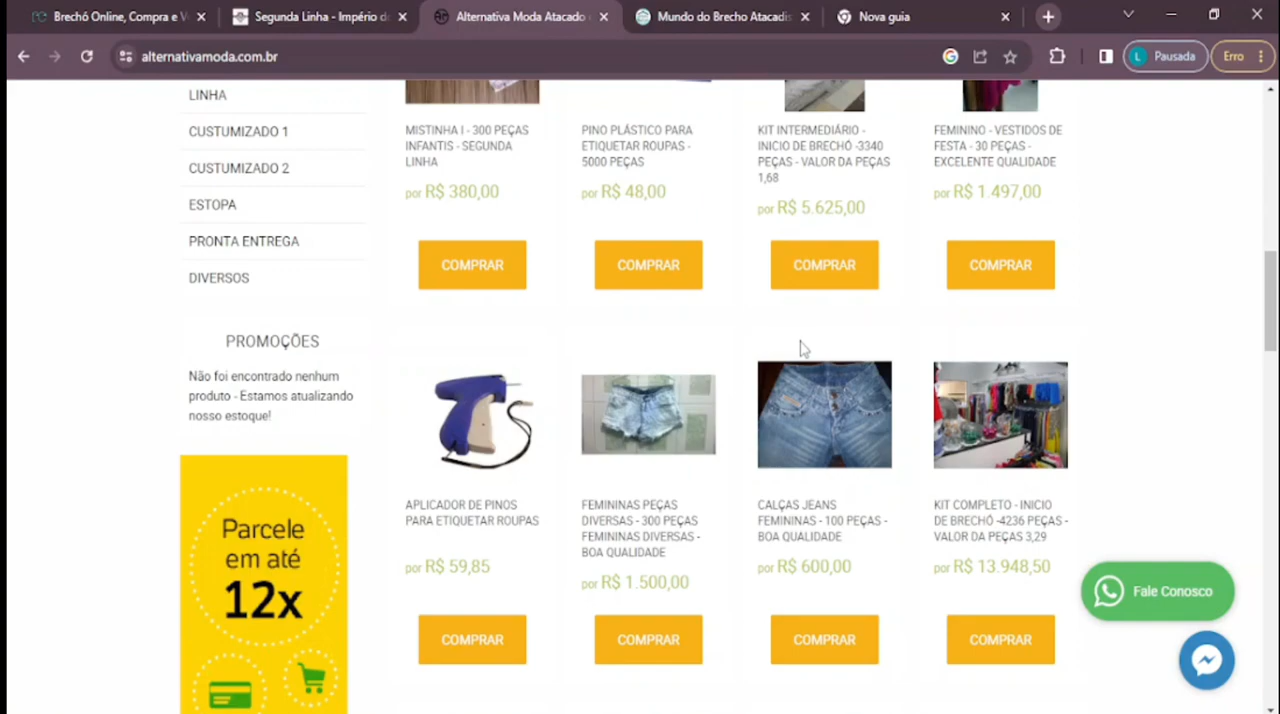 Brechó Online, Compra e V
Segunda Linha - Império d
Alternativa Moda Atacado
Mundo do Brecho Atacadis
Nova guia
alternativamoda.com.br
L
Pausada
Erro
LINHA
CUSTUMIZADO 1
CUSTUMIZADO 2
ESTOPA
PRONTA ENTREGA
DIVERSOS
PROMOÇÕES
Não foi encontrado nenhum
produto - Estamos atualizando
nosso estoque!
Parcele
em até
12x
MISTINHA I - 300 PEÇAS
INFANTIS - SEGUNDA
LINHA
por R$ 380,00
COMPRAR
PINO PLÁSTICO PARA
ETIQUETAR ROUPAS -
5000 PEÇAS
por R$ 48,00
COMPRAR
KIT INTERMEDIÁRIO -
INICIO DE BRECHÓ -3340
PEÇAS - VALOR DA PEÇAS
1,68
por R$ 5.625,00
COMPRAR
FEMININO - VESTIDOS DE
FESTA - 30 PEÇAS -
EXCELENTE QUALIDADE
por R$ 1.497,00
COMPRAR
APLICADOR DE PINOS
PARA ETIQUETAR ROUPAS
por R$ 59,85
COMPRAR
FEMININAS PEÇAS
DIVERSAS - 300 PEÇAS
FEMININAS DIVERSAS -
BOA QUALIDADE
por R$ 1.500,00
COMPRAR
CALÇAS JEANS
FEMININAS - 100 PEÇAS -
BOA QUALIDADE
por R$ 600,00
COMPRAR
KIT COMPLETO - INICIO
DE BRECHÓ -4236 PEÇAS -
VALOR DA PEÇAS 3,29
por R$ 13.948,50
COMPRAR
Fale Conosco